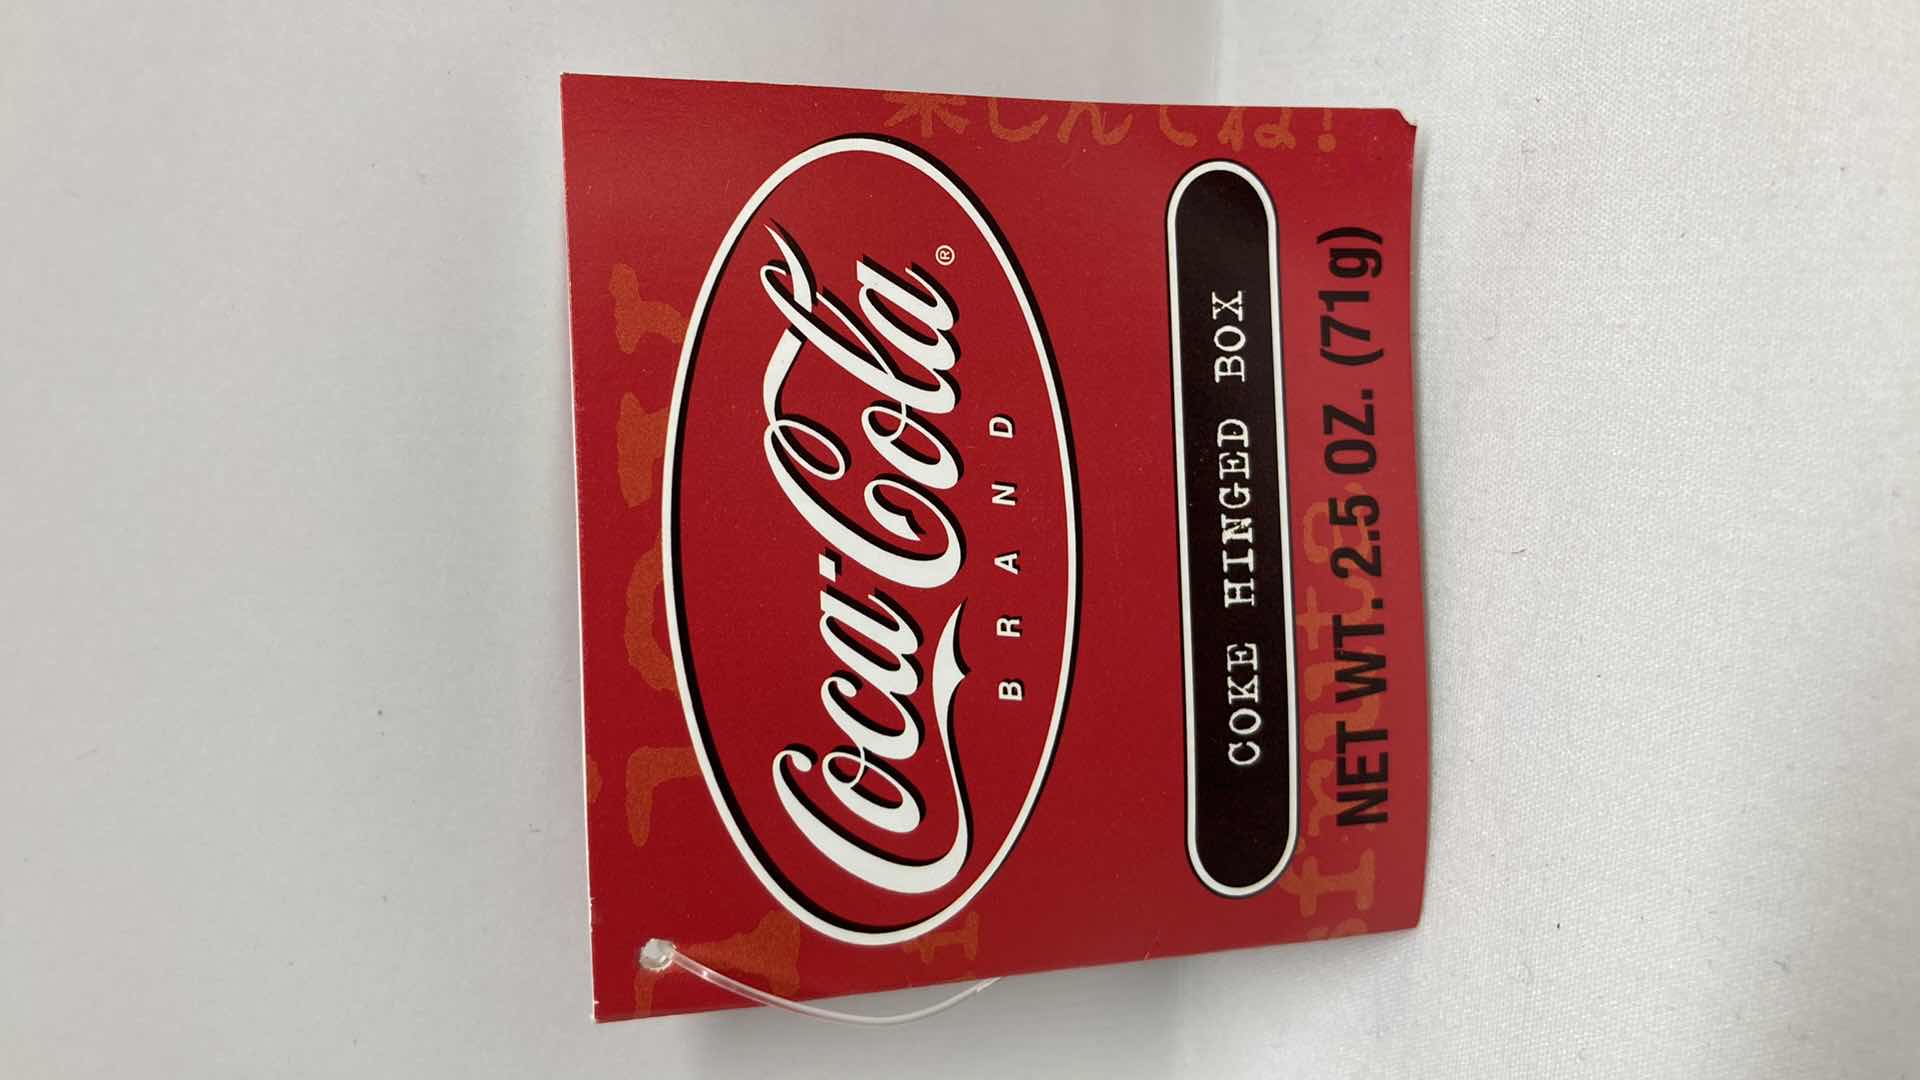 Coca-Cola®
BRAND
COKE HINGED BOX
NET WT. 2.5 OZ. (71g)